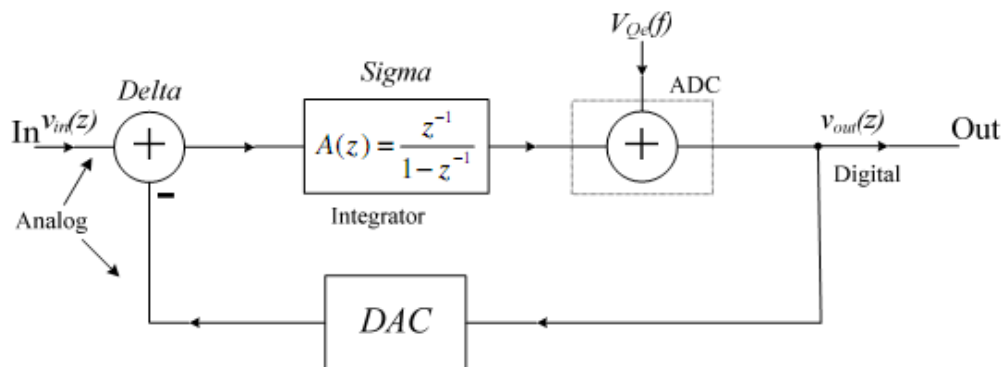 V_Qe(f)
Sigma
ADC
Delta
In v_in(z)
+
A(z) = z^-1 / 1 - z^-1
+
v_out(z)
Out
-
Digital
Integrator
Analog
DAC